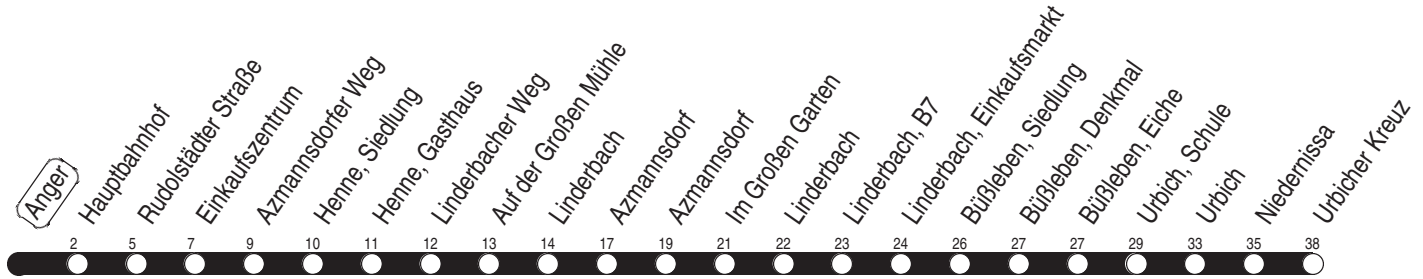 Anger
Hauptbahnhof
Rudolstädter Straße
Einkaufszentrum
Azmannsdorfer Weg
Henne, Siedlung
Henne, Gasthaus
Linderbacher Weg
Auf der Großen Mühle
Linderbach
Azmannsdorf
Azmannsdorf
Im Großen Garten
Linderbach
Linderbach, B7
Linderbach, Einkaufsmarkt
Büßleben, Siedlung
Büßleben, Denkmal
Büßleben, Eiche
Urbich, Schule
Urbich
Niedernissa
Urbicher Kreuz
2 5 7 9 10 11 12 13 14 17 19 21 22 23 24 26 27 27 29 33 35 38